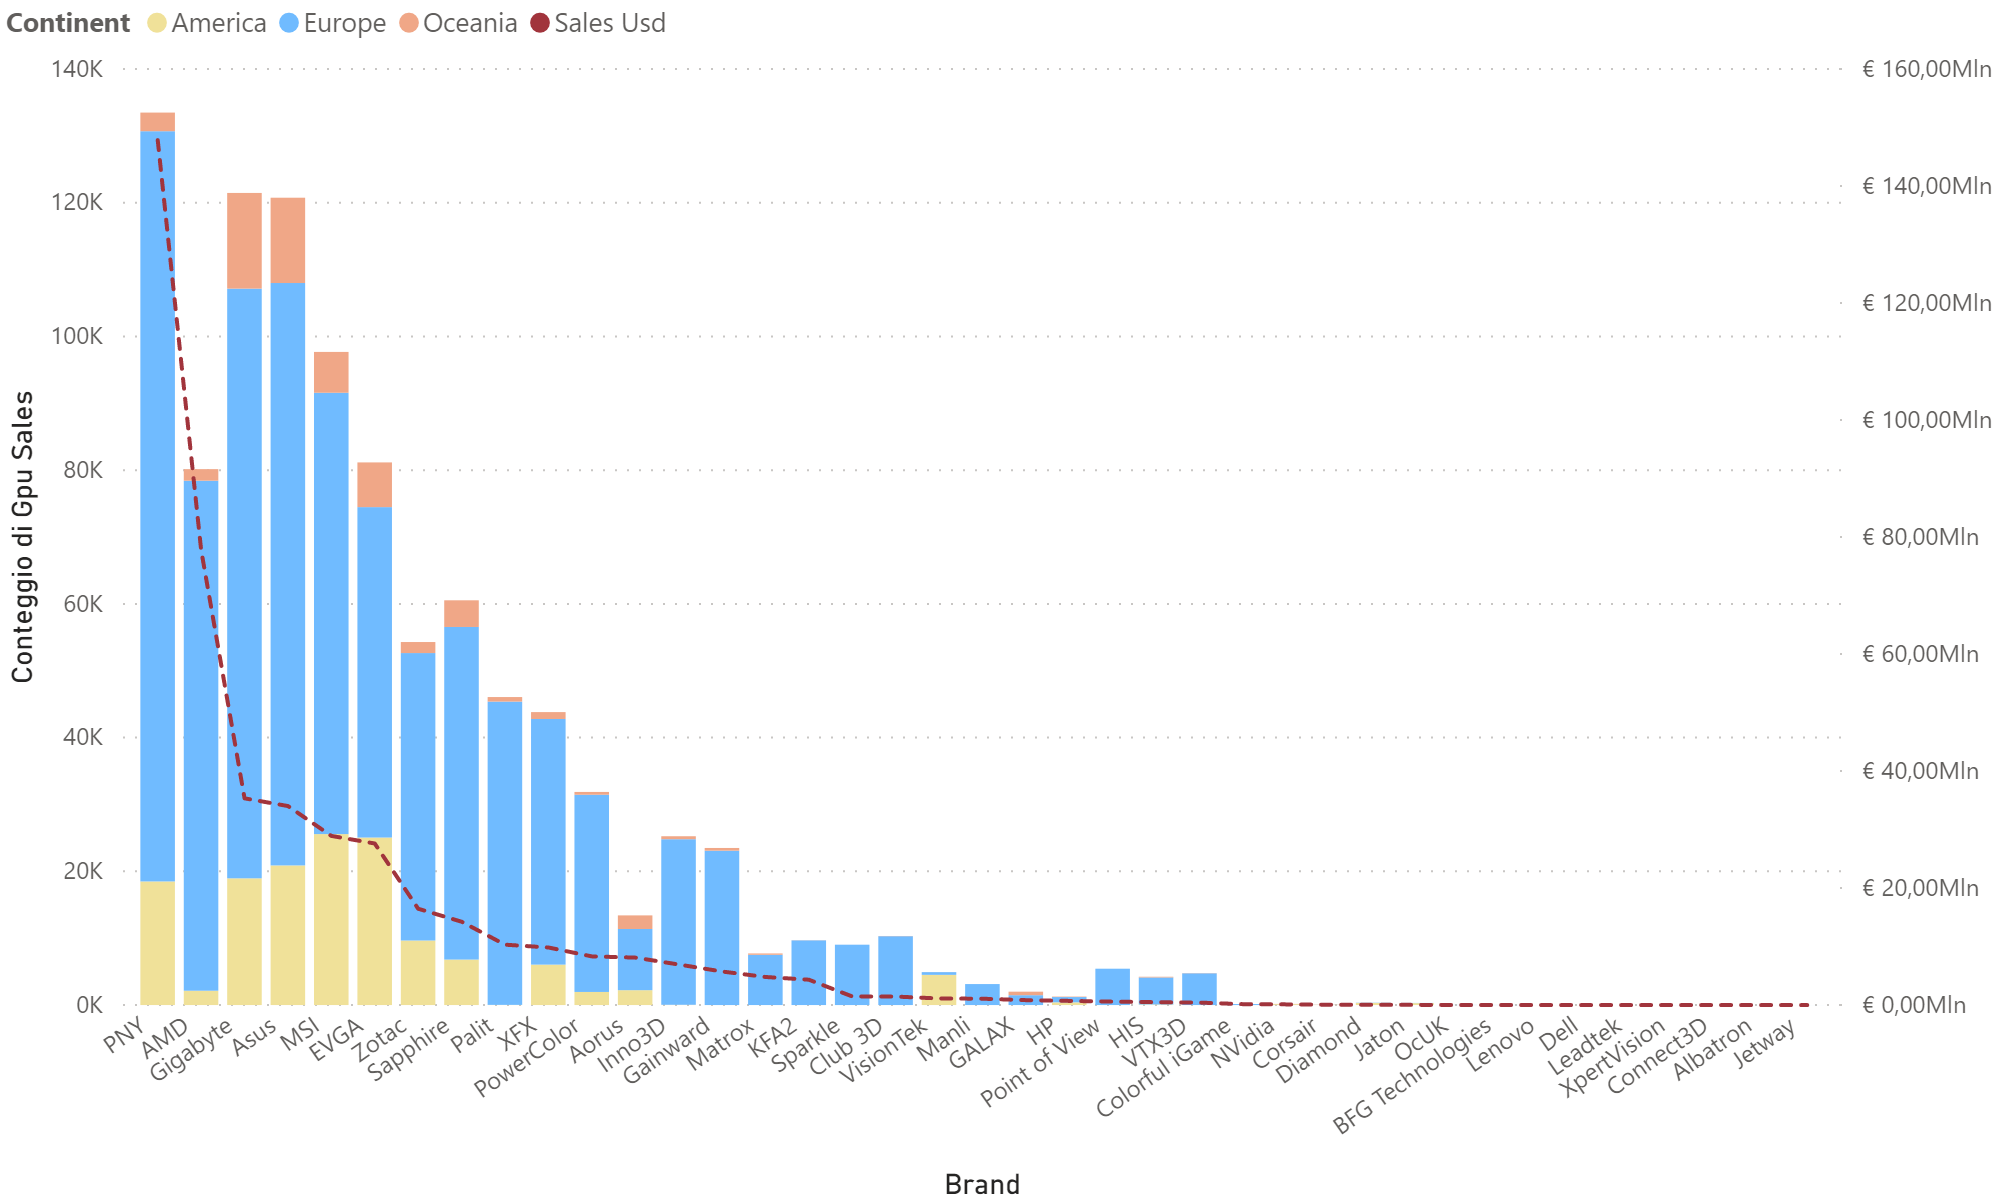 Continent America Europe Oceania Sales Usd
140K
120K
100K
80K
60K
40K
20K
0K
Conteggio di Gpu Sales
€ 160,00Mln
€ 140,00Mln
€ 120,00Mln
€ 100,00Mln
€ 80,00Mln
€ 60,00Mln
€ 40,00Mln
€ 20,00Mln
€ 0,00Mln
PNY
AMD
Gigabyte
Asus
MSI
EVGA
Zotac
Sapphire
Palit
XFX
PowerColor
Aorus
Inno3D
Gainward
Matrox
KFA2
Sparkle
Club 3D
VisionTek
Manli
GALAX
HP
Point of View
HIS
VTX3D
Colorful iGame
NVidia
Corsair
Diamond
Jaton
OcUK
BFG Technologies
Lenovo
Dell
Leadtek
XpertVision
Connect3D
Albatron
Jetway
Brand